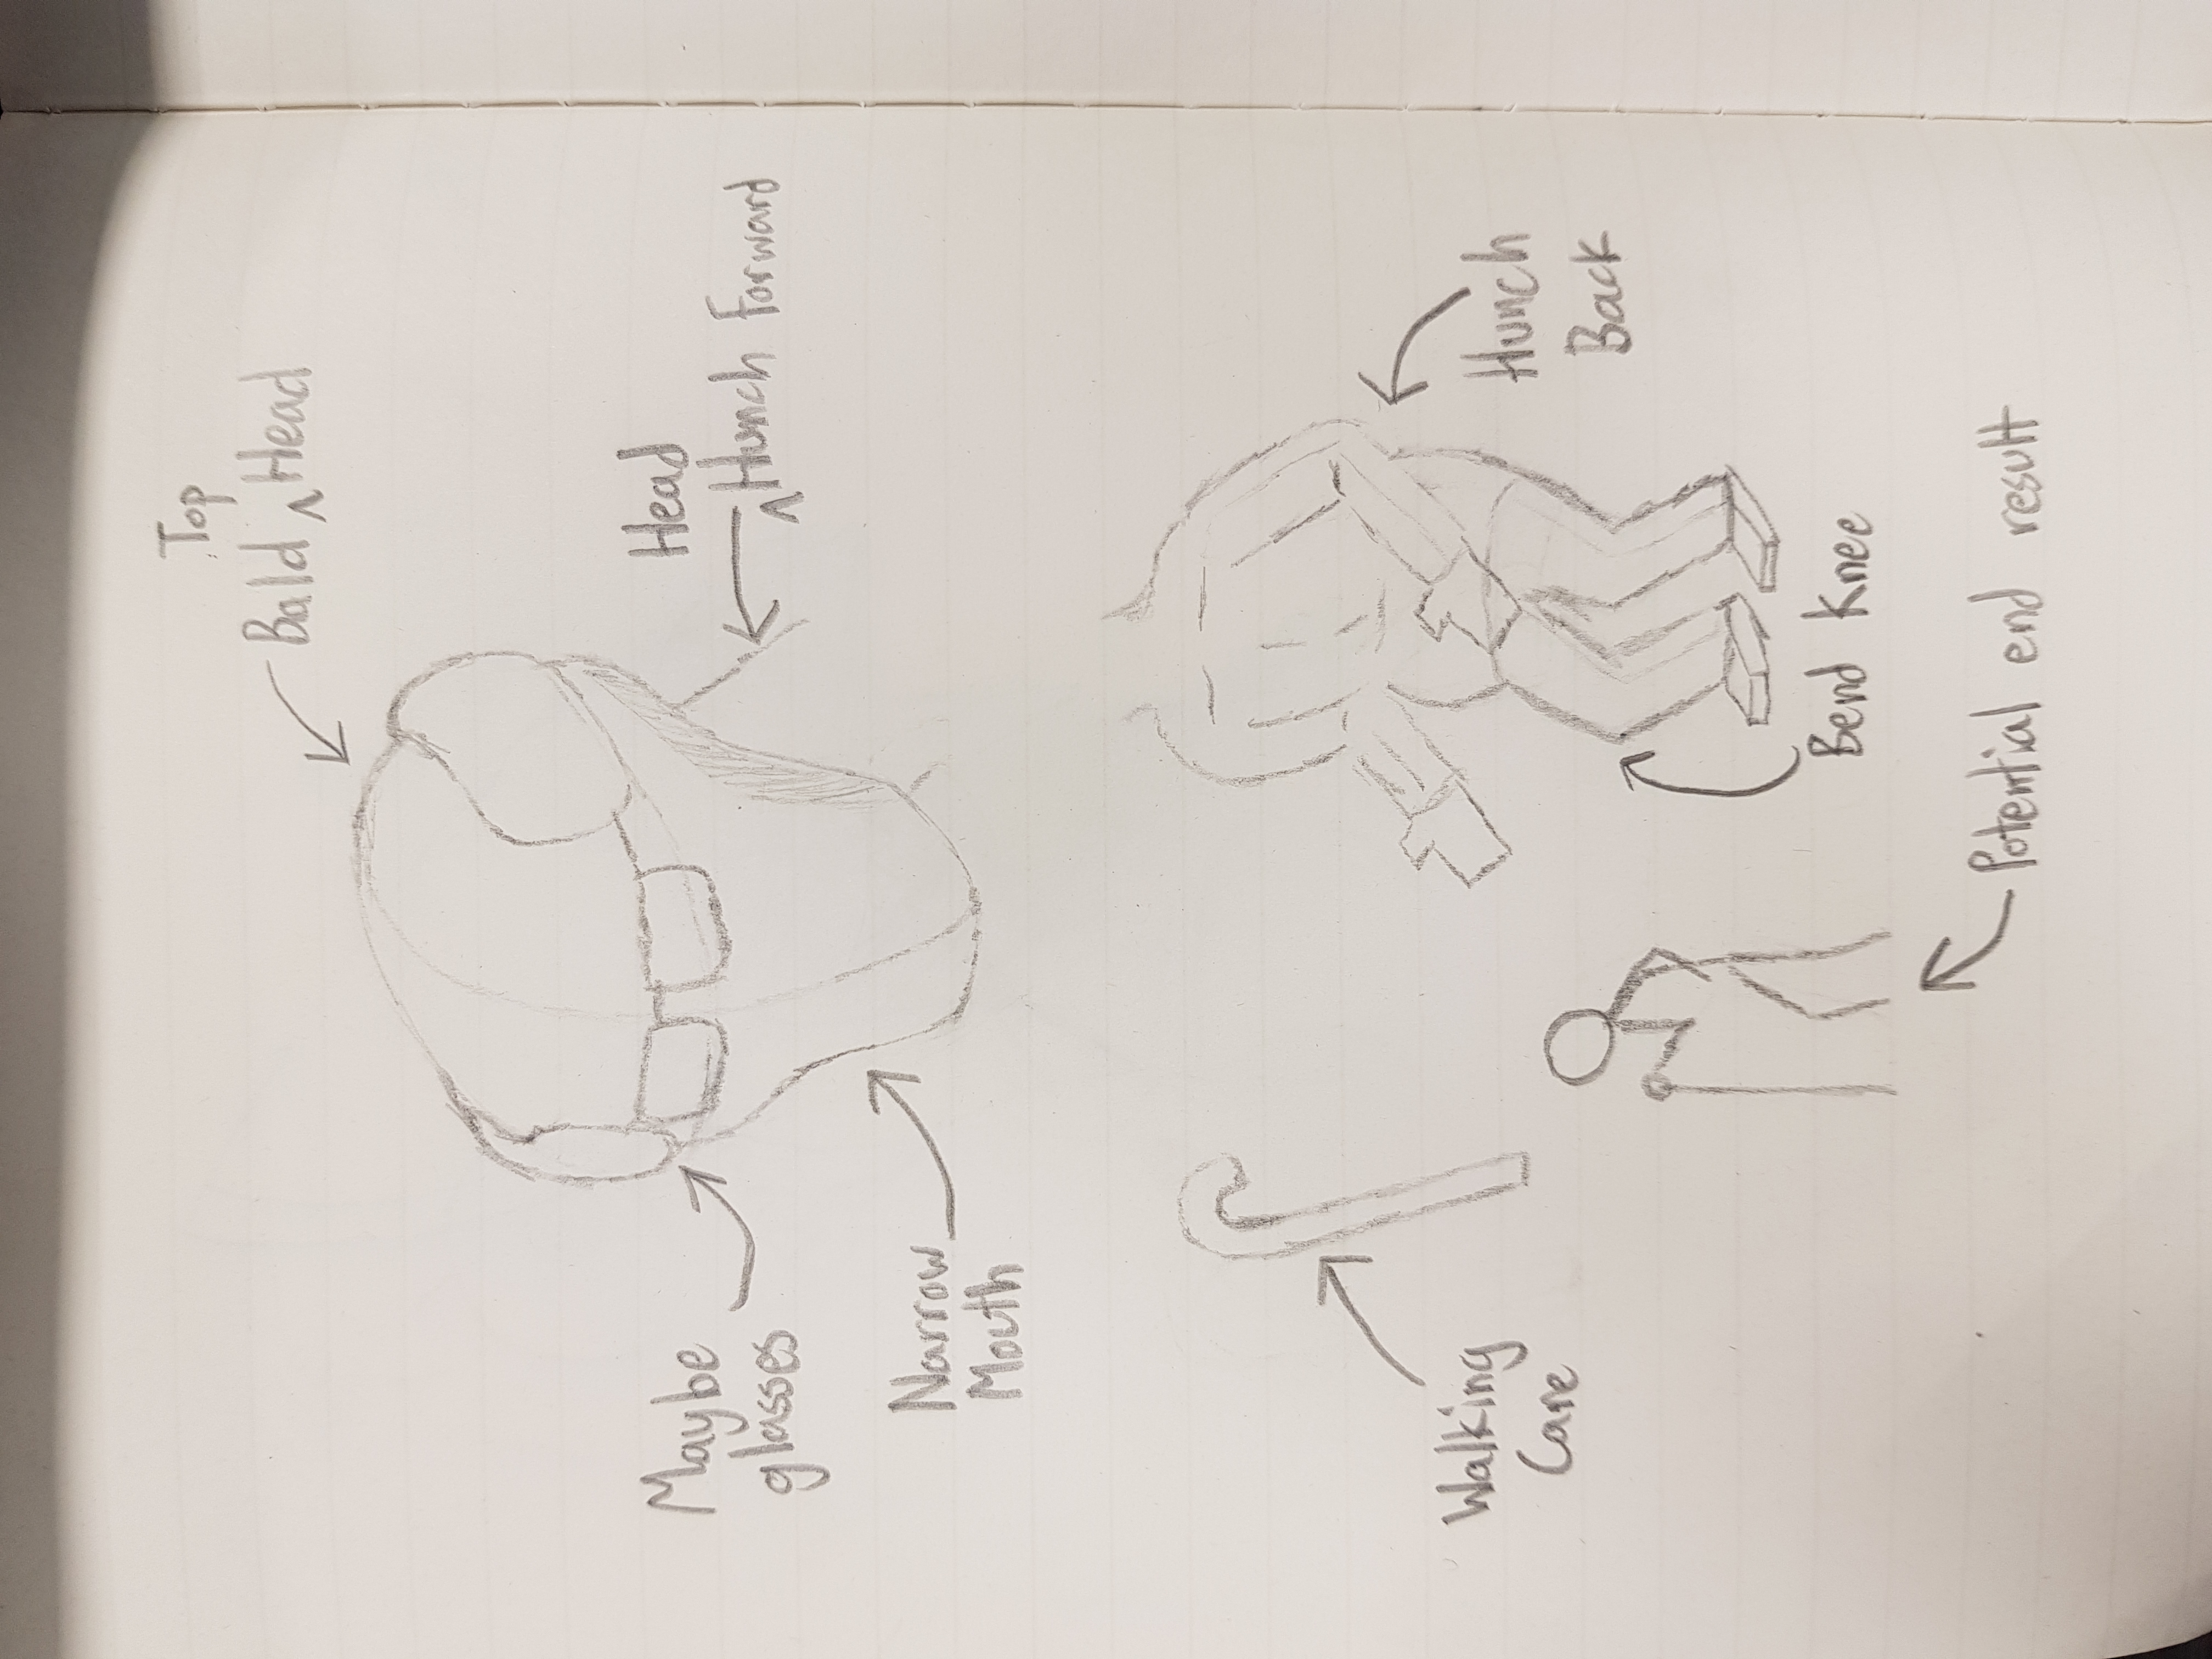 Top
Bald ^ Head
Maybe
glasses
Head
^ Hunch Forward
Narrow
Mouth
Walking
Cane
Hunch
Back
Bend Knee
Potential end result